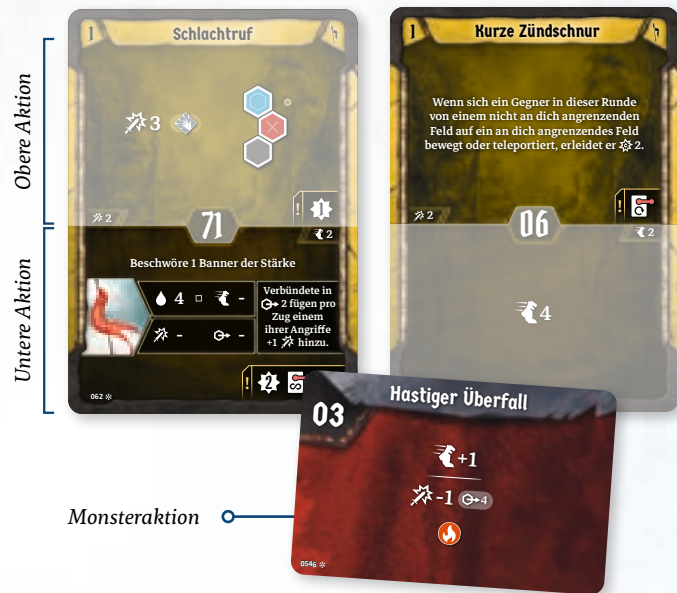 Obere Aktion
Untere Aktion
1
Schlachtruf
3
! 1
2
71
2
Beschwöre 1 Banner der Stärke
4 -
- -
Verbündete in
2 fügen pro
Zug einem
ihrer Angriffe
+1 hinzu.
! 2
062
1
Kurze Zündschnur
Wenn sich ein Gegner in dieser Runde
von einem nicht an dich angrenzenden
Feld auf ein an dich angrenzendes Feld
bewegt oder teleportiert, erleidet er 2.
!
2
06
2
4
03
Hastiger Überfall
+1
-1 4
0546
Monsteraktion